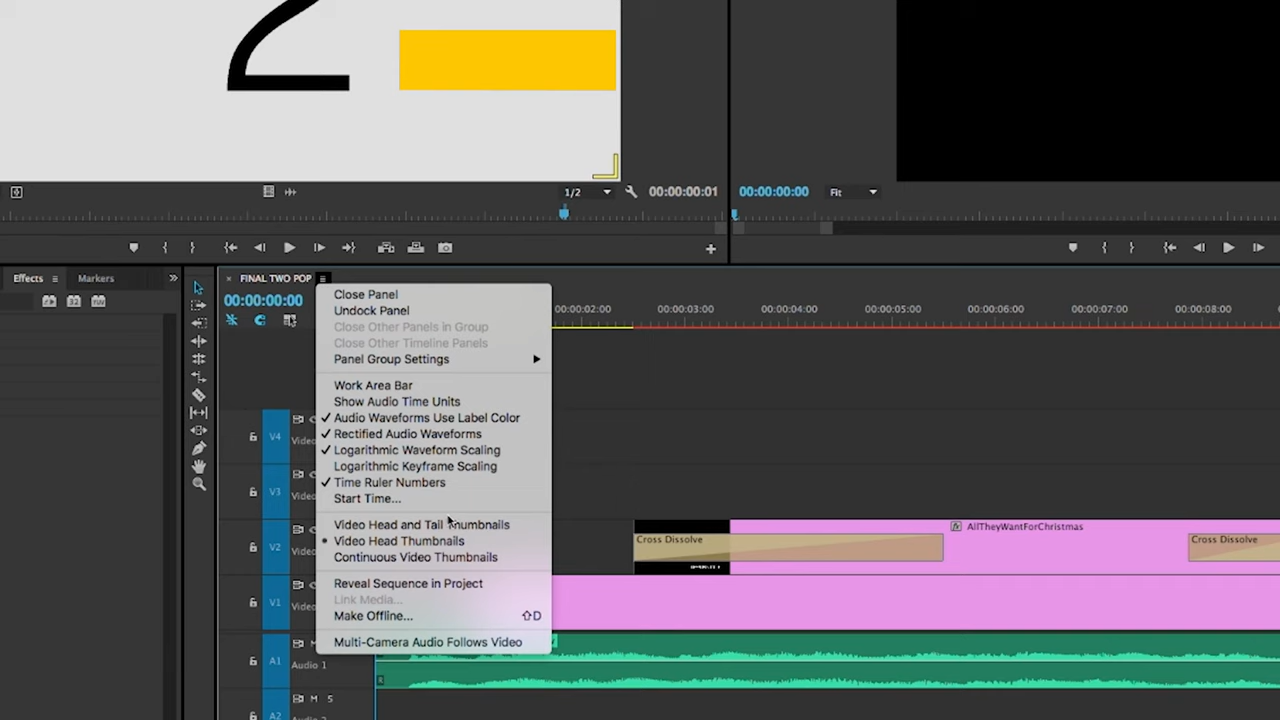 2
1/2
00:00:00:01
00:00:00:00
Fit
Effects
Markers
FINAL TWO POP
00:00:00:00
00:00:02:00
00:00:03:00
00:00:04:00
00:00:05:00
00:00:06:00
00:00:07:00
00:00:08:00
Close Panel
Undock Panel
Close Other Panels in Group
Close Other Timeline Panels
Panel Group Settings
Work Area Bar
Show Audio Time Units
Audio Waveforms Use Label Color
Rectified Audio Waveforms
Logarithmic Waveform Scaling
Logarithmic Keyframe Scaling
Time Ruler Numbers
Start Time...
Video Head and Tail Thumbnails
Video Head Thumbnails
Continuous Video Thumbnails
Reveal Sequence in Project
Link Media...
Make Offline... ⇧D
Multi-Camera Audio Follows Video
V4
V3
V2
Cross Dissolve
AllTheyWantForChristmas
Cross Dissolve
V1
A1
M
Audio 1
R
A2
M S